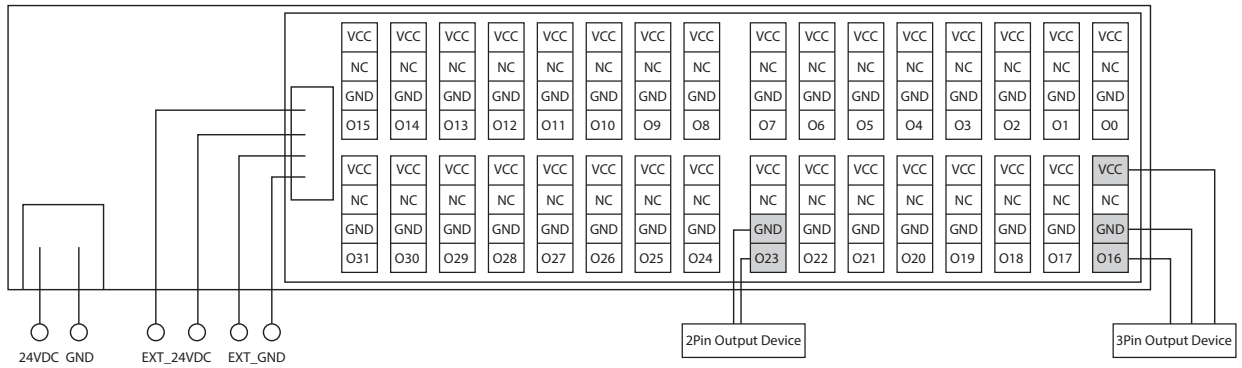 VCC VCC VCC VCC VCC VCC VCC VCC VCC VCC VCC VCC VCC VCC VCC VCC
NC NC NC NC NC NC NC NC NC NC NC NC NC NC NC NC
GND GND GND GND GND GND GND GND GND GND GND GND GND GND GND GND
O15 O14 O13 O12 O11 O10 O9 O8 O7 O6 O5 O4 O3 O2 O1 O0
VCC VCC VCC VCC VCC VCC VCC VCC VCC VCC VCC VCC VCC VCC VCC VCC
NC NC NC NC NC NC NC NC NC NC NC NC NC NC NC NC
GND GND GND GND GND GND GND GND GND GND GND GND GND GND GND GND
O31 O30 O29 O28 O27 O26 O25 O24 O23 O22 O21 O20 O19 O18 O17 O16
2Pin Output Device 3Pin Output Device
24VDC GND EXT_24VDC EXT_GND